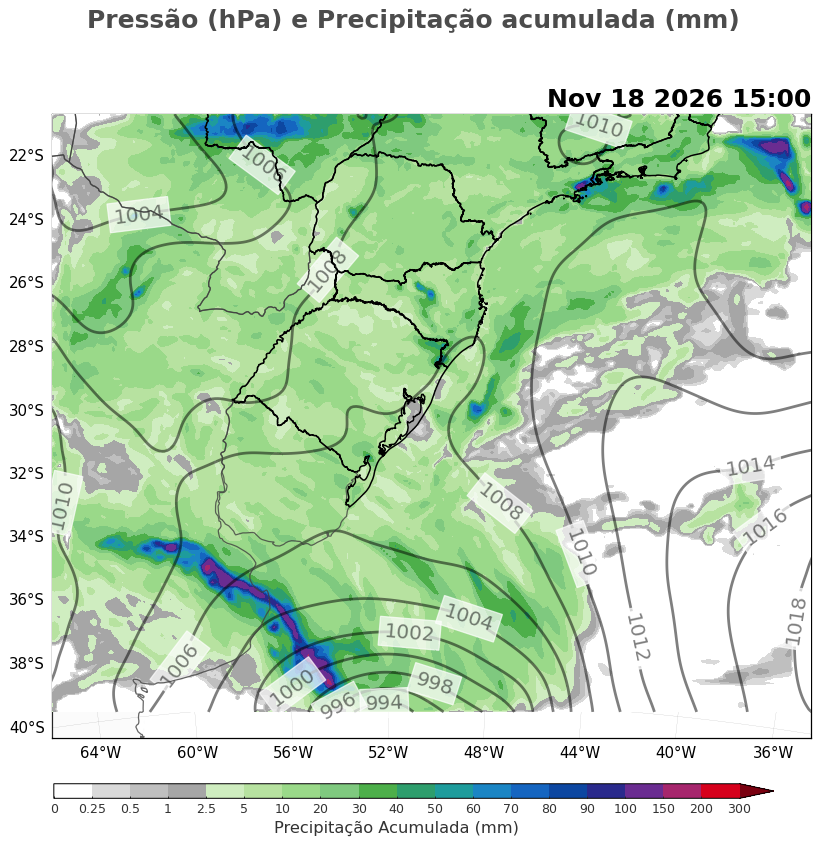 Pressão (hPa) e Precipitação acumulada (mm)
Nov 18 2026 15:00
1010
22°S
1006
1004
24°S
1008
26°S
28°S
30°S
32°S
1014
1010
1008
1016
34°S
1010
36°S
1004
1018
1002
1012
38°S
1006
998
1000
996
994
40°S
64°W 60°W 56°W 52°W 48°W 44°W 40°W 36°W
0 0.25 0.5 1 2.5 5 10 20 30 40 50 60 70 80 90 100 150 200 300
Precipitação Acumulada (mm)